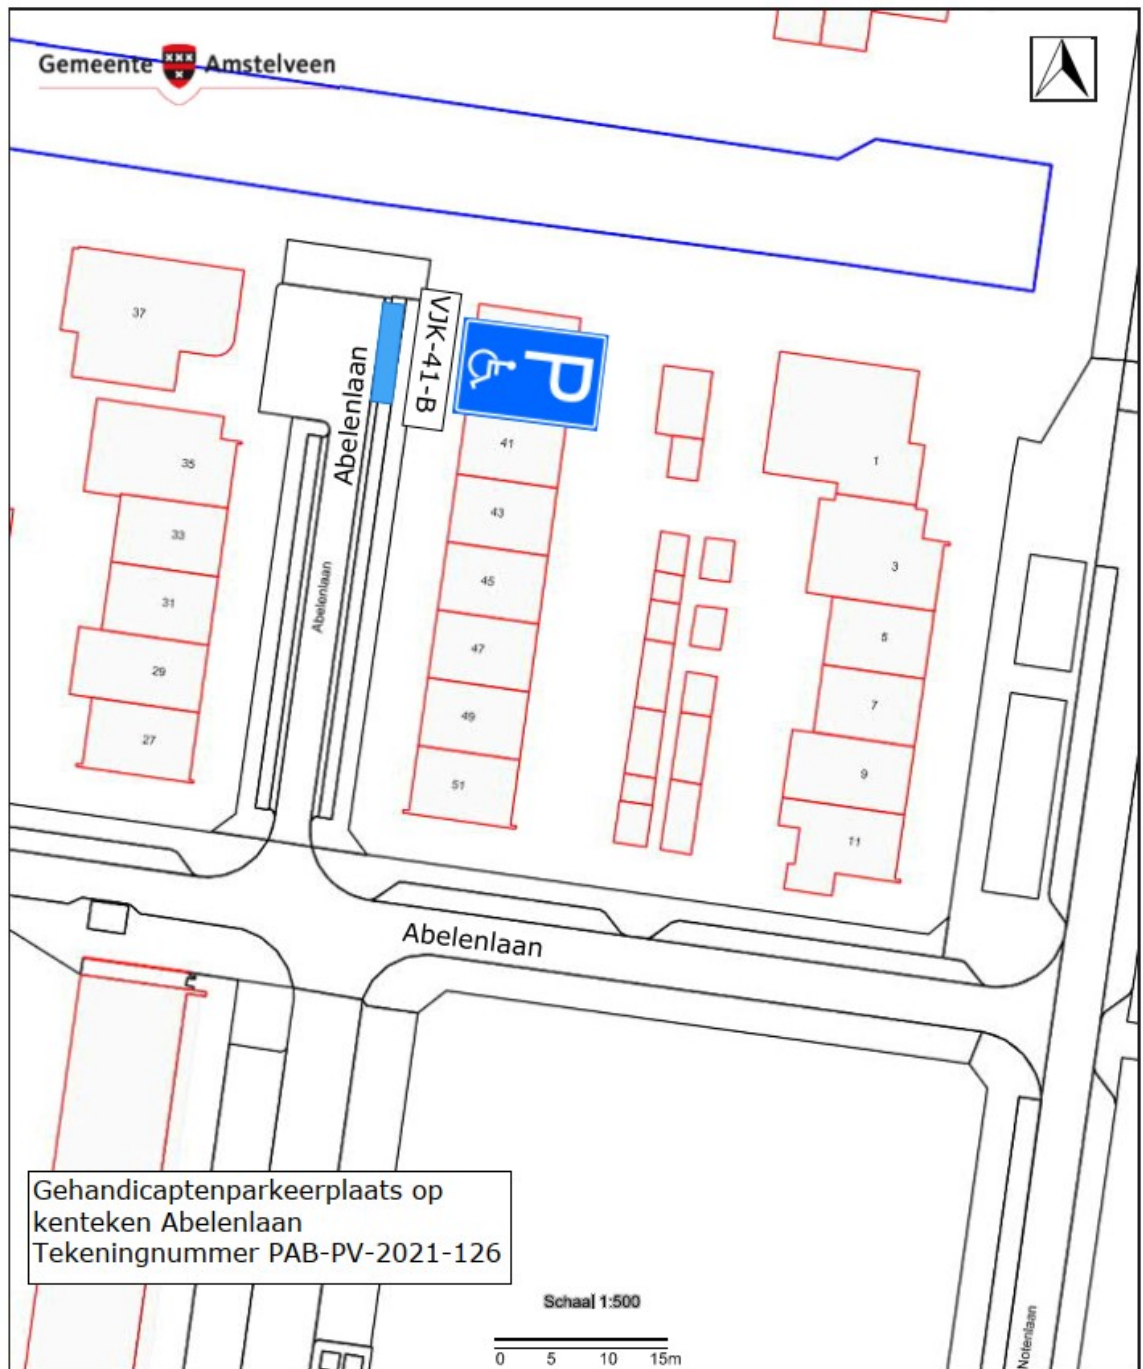 Gemeente Amstelveen
37
VJK-41-B
P
Abelenlaan
41
1
35
43
33
3
Abelenlaan
45
31
5
47
29
7
49
27
9
51
11
Abelenlaan
Gehandicaptenparkeerplaats op
kenteken Abelenlaan
Tekeningnummer PAB-PV-2021-126
Schaal 1:500
Notenlaan
0 5 10 15m